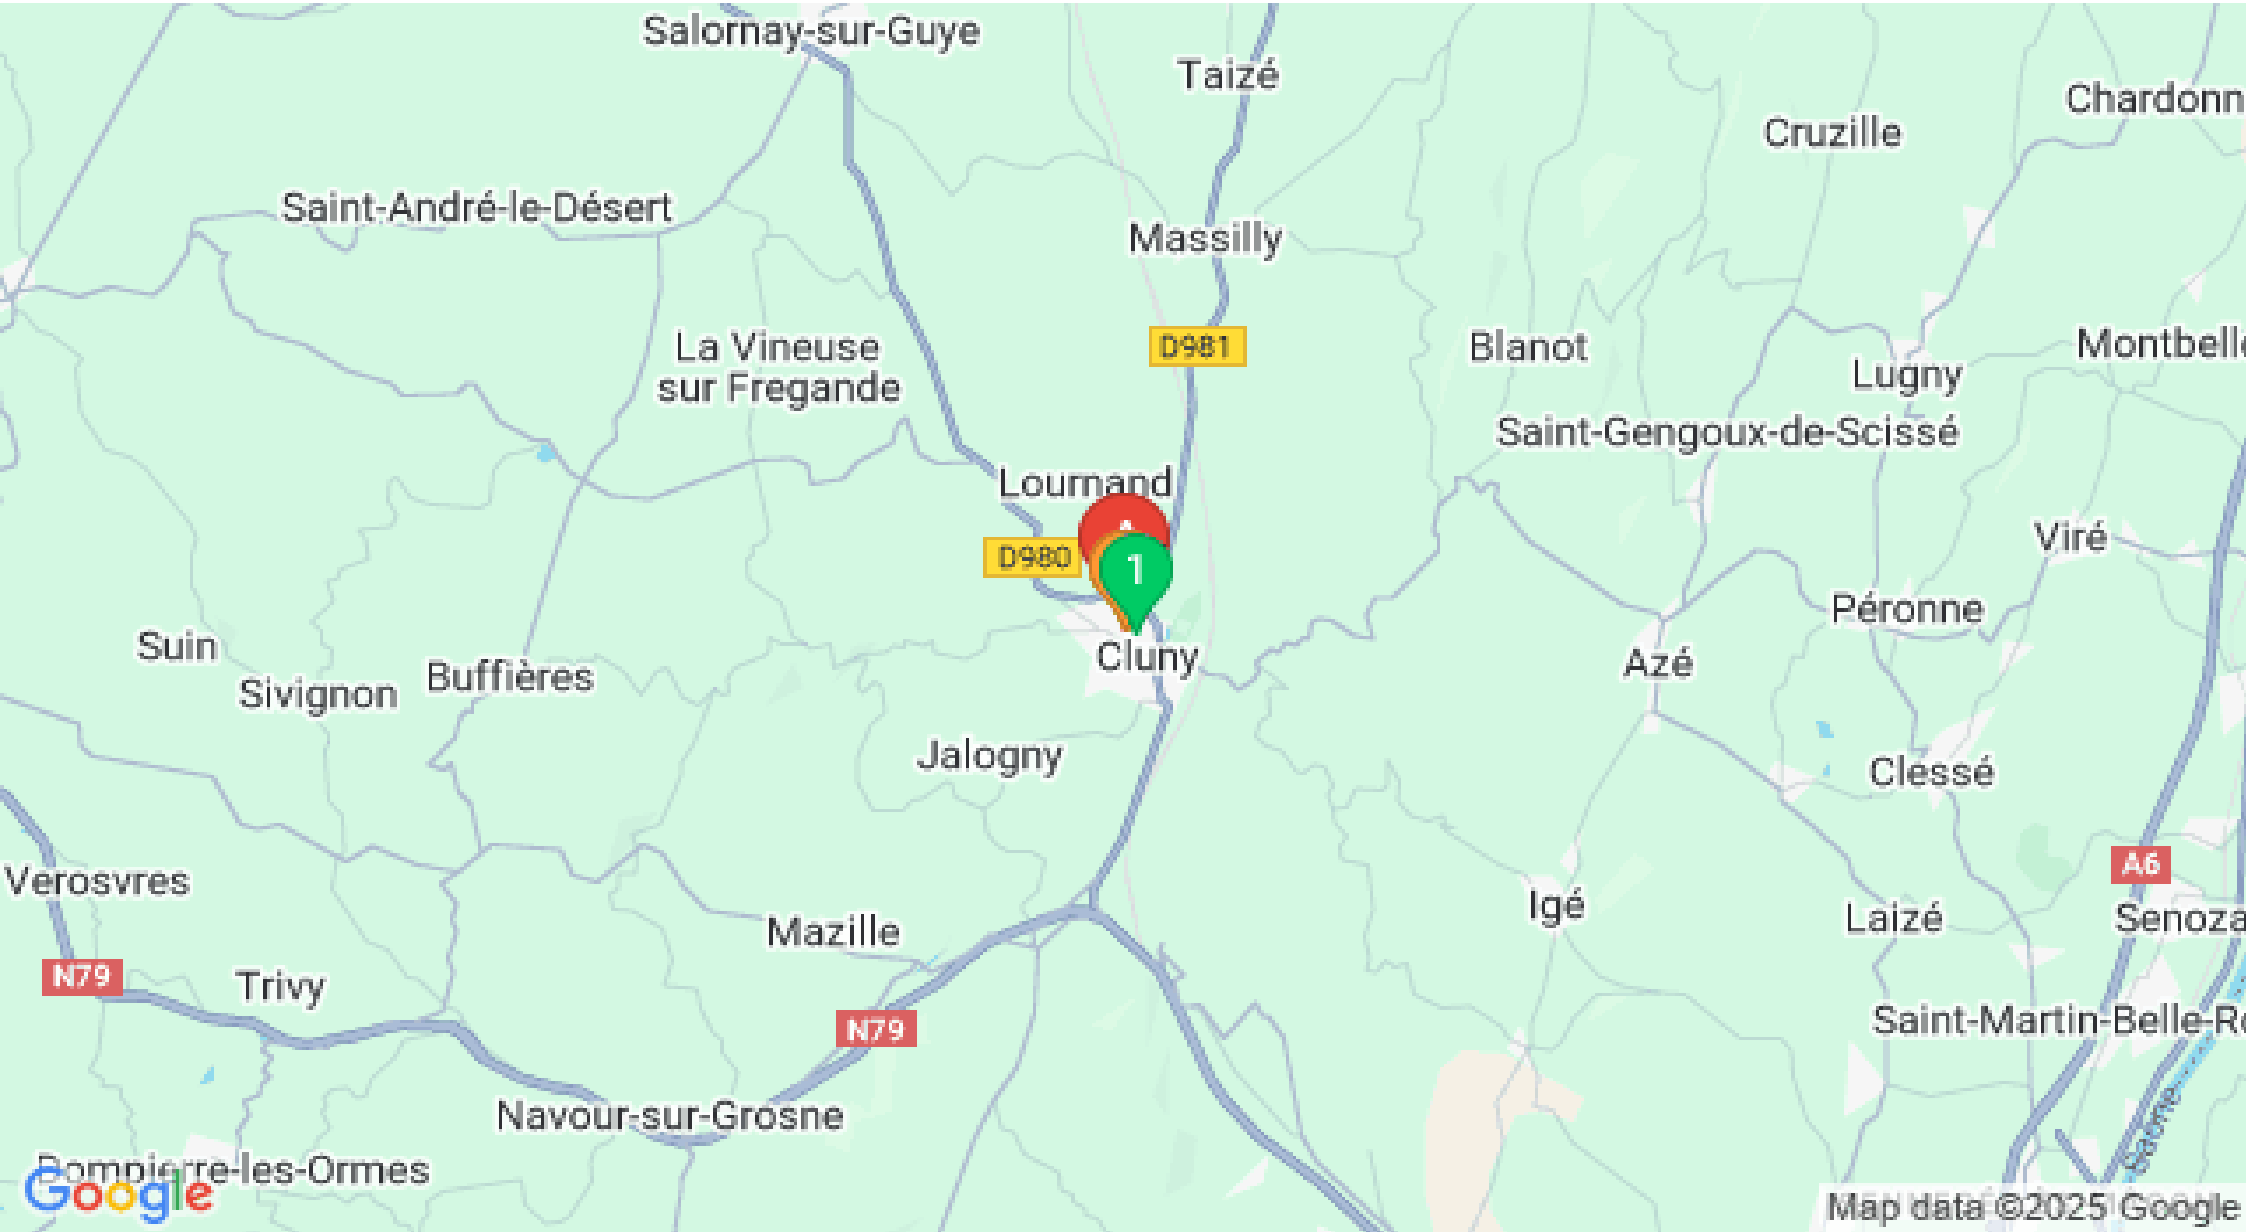 Salornay-sur-Guye
Taizé
Chardonn
Cruzille
Saint-André-le-Désert
Massilly
La Vineuse
sur Fregande
D981
Blanot
Montbelle
Lugny
Saint-Gengoux-de-Scissé
Lournand
D980
1
Viré
Péronne
Suin
Cluny
Azé
Sivignon
Buffières
Jalogny
Clessé
A6
Verosvres
Igé
Laizé
Senoza
Mazille
N79
Trivy
N79
Saint-Martin-Belle-Ro
Navour-sur-Grosne
Saône
Dompierre-les-Ormes
Google
Map data ©2025 Google